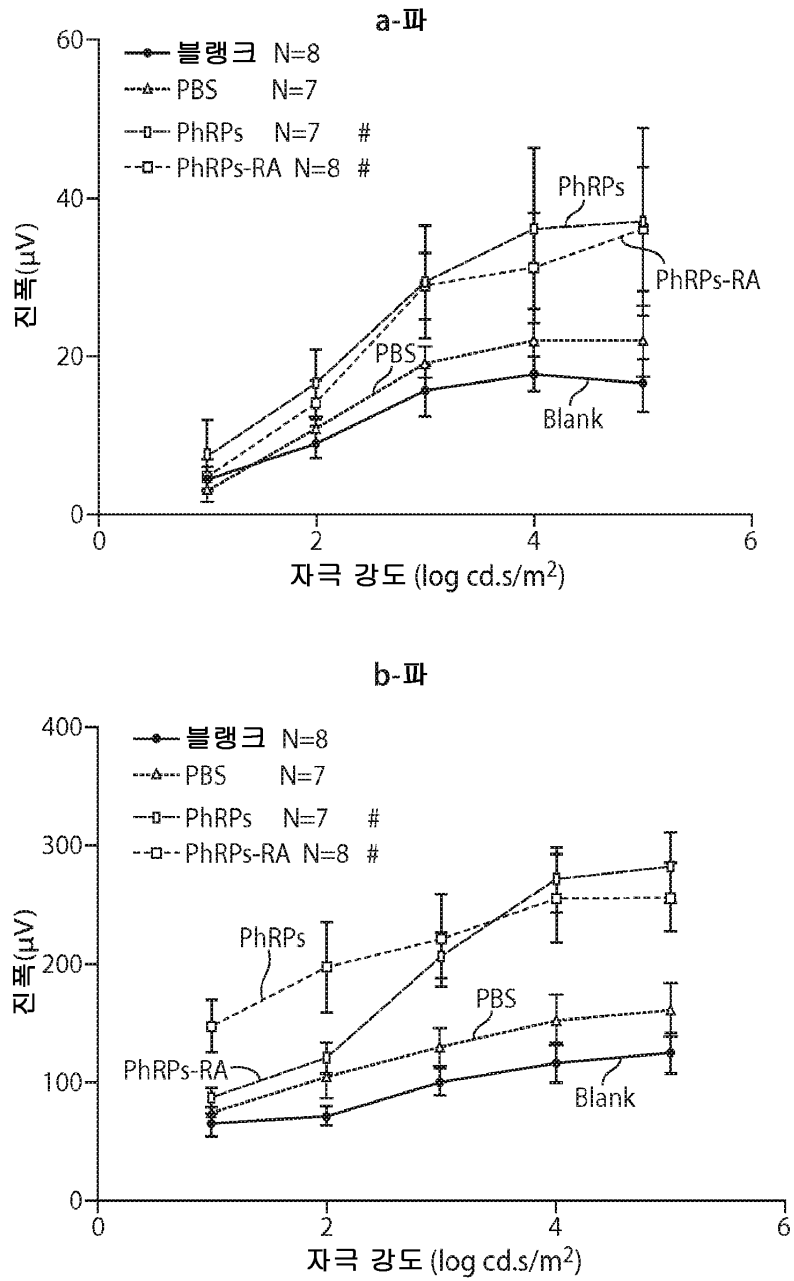 a-파
60
블랭크 N=8
PBS N=7
PhRPs N=7 #
PhRPs-RA N=8 #
PhRPs
40
PhRPs-RA
진폭(μV)
PBS
20
Blank
0
0 2 4 6
자극 강도 (log cd.s/m²)
b-파
400
블랭크 N=8
PBS N=7
PhRPs N=7 #
300
PhRPs-RA N=8 #
PhRPs
진폭(μV)
200
PBS
PhRPs-RA
100
Blank
0
0 2 4 6
자극 강도 (log cd.s/m²)